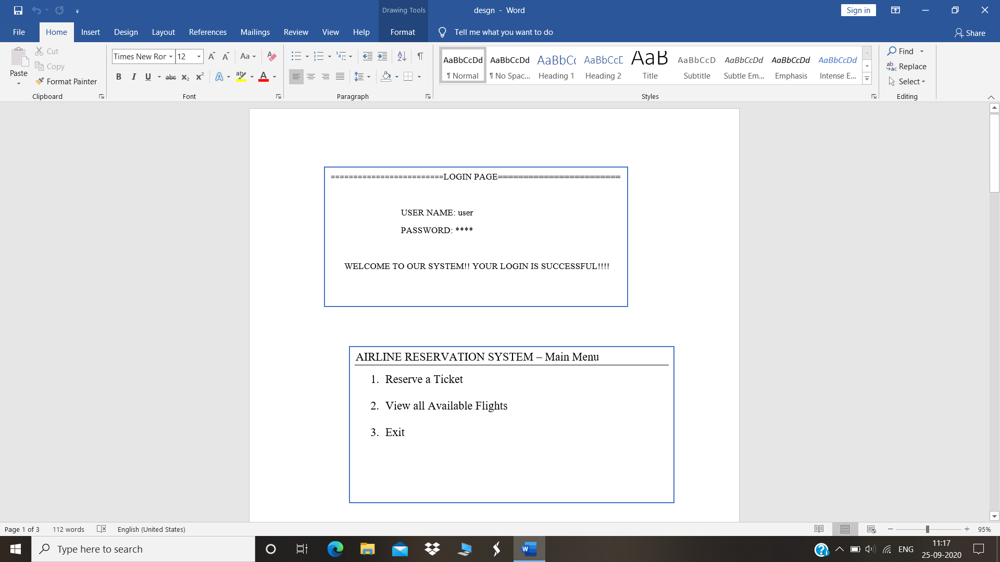 Drawing Tools
desgn - Word
Sign in
File Home Insert Design Layout References Mailings Review View Help Format Tell me what you want to do Share
Paste
Cut
Copy
Format Painter
Clipboard
Times New Ror 12
Font
Paragraph
AaBbCcDd AaBbCcDd AaBbC AaBbCcD AaB AaBbCcD AaBbCcDd AaBbCcDd AaBbCcDd
¶ Normal ¶ No Spac... Heading 1 Heading 2 Title Subtitle Subtle Em... Emphasis Intense E...
Styles
Find
Replace
Select
Editing
=========================LOGIN PAGE========================
USER NAME: user
PASSWORD: ****
WELCOME TO OUR SYSTEM!! YOUR LOGIN IS SUCCESSFUL!!!!
AIRLINE RESERVATION SYSTEM – Main Menu
1. Reserve a Ticket
2. View all Available Flights
3. Exit
Page 1 of 3 112 words English (United States) 95%
Type here to search
ENG
11:17
25-09-2020